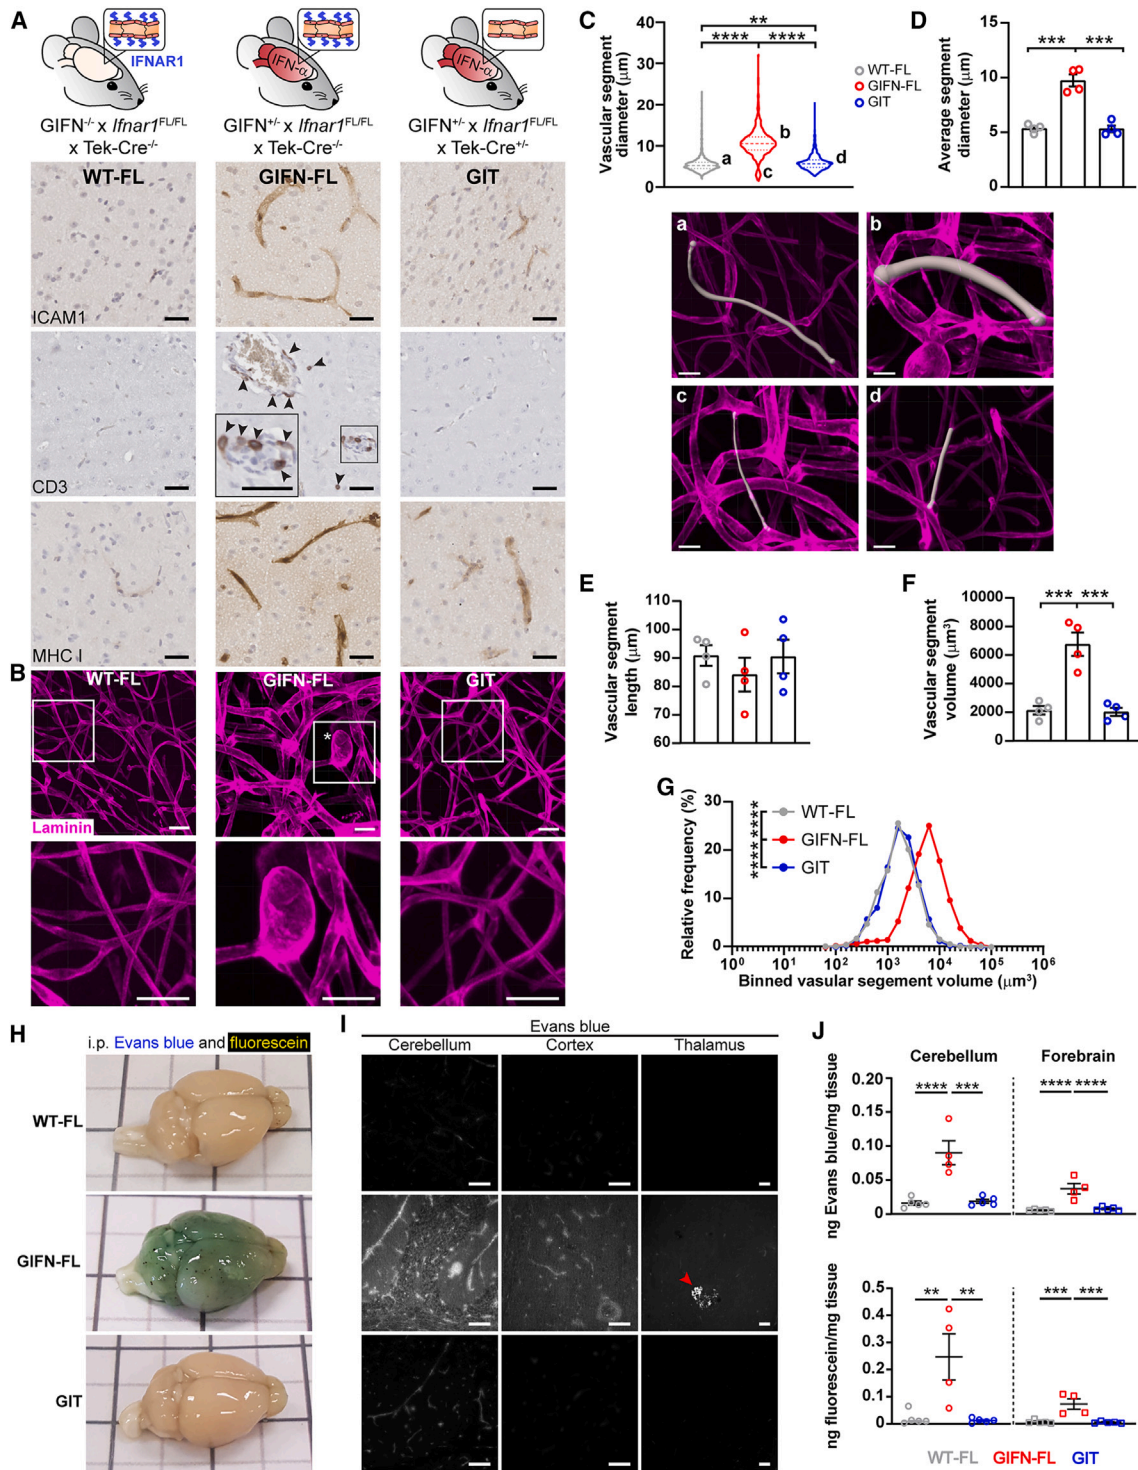 A
IFNAR1
IFN-α
IFN-α
GIFN-/- x Ifnar1FL/FL
x Tek-Cre-/-
GIFN+/- x Ifnar1FL/FL
x Tek-Cre-/-
GIFN+/- x Ifnar1FL/FL
x Tek-Cre+/-
WT-FL
GIFN-FL
GIT
ICAM1
CD3
MHC I
B
WT-FL
GIFN-FL
GIT
*
Laminin
C
Vascular segment
diameter (μm)
40
30
20
10
0
**
**** ****
a
b
c
d
WT-FL
GIFN-FL
GIT
D
Average segment
diameter (μm)
15
10
5
0
*** ***
a
b
c
d
E
Vascular segment
length (μm)
110
100
90
80
70
60
F
Vascular segment
volume (μm³)
10000
8000
6000
4000
2000
0
*** ***
G
Relative frequency (%)
30
20
10
0
**** ****
WT-FL
GIFN-FL
GIT
10⁰ 10¹ 10² 10³ 10⁴ 10⁵ 10⁶
Binned vasular segement volume (μm³)
H
i.p. Evans blue and fluorescein
WT-FL
GIFN-FL
GIT
I
Evans blue
Cerebellum Cortex Thalamus
J
Cerebellum Forebrain
ng Evans blue/mg tissue
0.20
0.15
0.10
0.05
0
**** *** **** ****
ng fluorescein/mg tissue
0.5
0.4
0.3
0.2
0.1
0
** ** *** ***
WT-FL GIFN-FL GIT